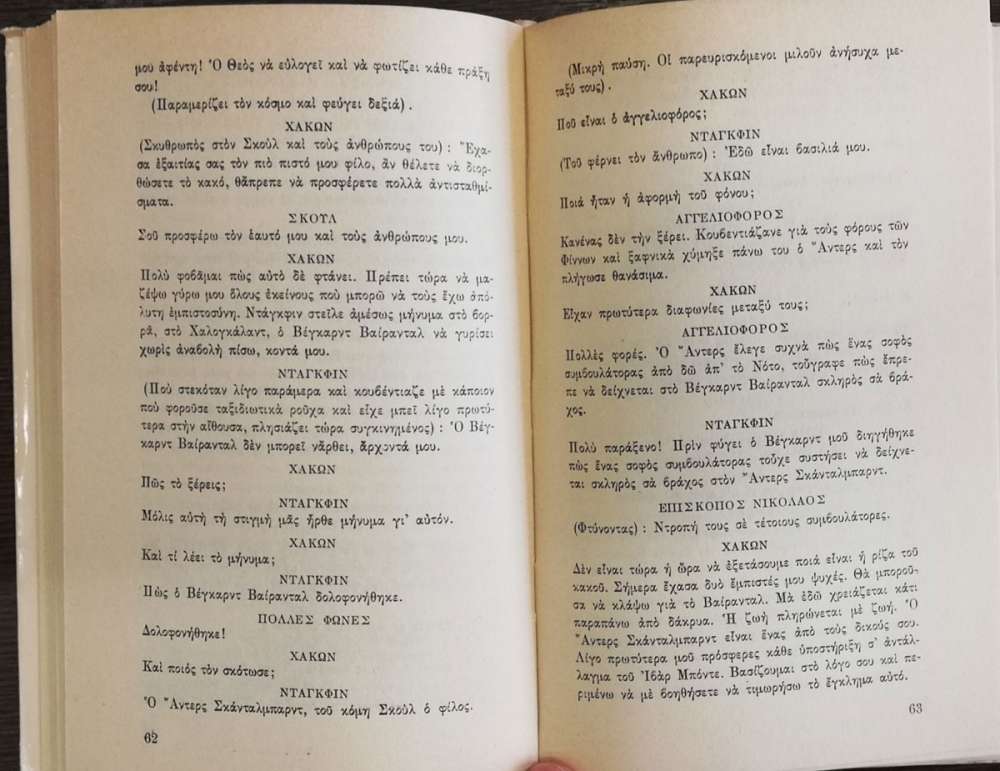 μου ἀφέντη! Ὁ Θεὸς νὰ εὐλογεῖ καὶ νὰ φωτίζει κάθε πράξη
σου!
(Παραμερίζει τὸν κόσμο καὶ φεύγει δεξιά).
ΧΑΚΩΝ
(Σκυθρωπὸς στὸν Σκοὺλ καὶ τοὺς ἀνθρώπους του) : Ἔχα-
σα ἐξαιτίας σας τὸν πιὸ πιστό μου φίλο, ἂν θέλετε νὰ διορ-
θώσετε τὸ κακό, θἄπρεπε νὰ προσφέρετε πολλὰ ἀντισταθμί-
σματα.
ΣΚΟΥΛ
Σοῦ προσφέρω τὸν ἑαυτό μου καὶ τοὺς ἀνθρώπους μου.
ΧΑΚΩΝ
Πολὺ φοβᾶμαι πὼς αὐτὸ δὲ φτάνει. Πρέπει τώρα νὰ μα-
ζέψω γύρω μου ὅλους ἐκείνους ποὺ μπορῶ νὰ τοὺς ἔχω ἀπό-
λυτη ἐμπιστοσύνη. Ντάγκφιν στεῖλε ἀμέσως μήνυμα στὸ βορ-
ρᾶ, στὸ Χαλογκάλαντ, ὁ Βέγκαρντ Βαίρανταλ νὰ γυρίσει
χωρὶς ἀναβολὴ πίσω, κοντά μου.
ΝΤΑΓΚΦΙΝ
(Ποὺ στεκόταν λίγο παράμερα καὶ κουβέντιαζε μὲ κάποιον
ποὺ φοροῦσε ταξιδιωτικὰ ροῦχα καὶ εἶχε μπεῖ λίγο πρωτύ-
τερα στὴν αἴθουσα, πλησιάζει τώρα συγκινημένος) : Ὁ Βέγ-
καρντ Βαίρανταλ δὲν μπορεῖ νἄρθει, ἄρχοντά μου.
ΧΑΚΩΝ
Πῶς τὸ ξέρεις;
ΝΤΑΓΚΦΙΝ
Μόλις αὐτὴ τὴ στιγμὴ μᾶς ἦρθε μήνυμα γι' αὐτόν.
ΧΑΚΩΝ
Καὶ τί λέει τὸ μήνυμα;
ΝΤΑΓΚΦΙΝ
Πὼς ὁ Βέγκαρντ Βαίρανταλ δολοφονήθηκε.
ΠΟΛΛΕΣ ΦΩΝΕΣ
Δολοφονήθηκε!
ΧΑΚΩΝ
Καὶ ποιὸς τὸν σκότωσε;
ΝΤΑΓΚΦΙΝ
Ὁ Ἄντερς Σκάνταλμπαρντ, τοῦ κόμη Σκοὺλ ὁ φίλος.
62
(Μικρὴ παύση. Οἱ παρευρισκόμενοι μιλοῦν ἀνήσυχα με-
ταξύ τους).
ΧΑΚΩΝ
Ποῦ εἶναι ὁ ἀγγελιοφόρος;
ΝΤΑΓΚΦΙΝ
(Τοῦ φέρνει τὸν ἄνθρωπο) : Ἐδῶ εἶναι βασιλιά μου.
ΧΑΚΩΝ
Ποιά ἦταν ἡ ἀφορμὴ τοῦ φόνου;
ΑΓΓΕΛΙΟΦΟΡΟΣ
Κανένας δὲν τὴν ξέρει. Κουβεντιάζανε γιὰ τοὺς φόρους τῶν
Φίννων καὶ ξαφνικὰ χύμηξε πάνω του ὁ Ἄντερς καὶ τὸν
πλήγωσε θανάσιμα.
ΧΑΚΩΝ
Εἶχαν πρωτύτερα διαφωνίες μεταξύ τους;
ΑΓΓΕΛΙΟΦΟΡΟΣ
Πολλὲς φορές. Ὁ Ἄντερς ἔλεγε συχνὰ πὼς ἕνας σοφὸς
συμβουλάτορας ἀπὸ δῶ ἀπ' τὸ Νότο, τοὔγραφε πὼς ἔπρε-
πε νὰ δείχνεται στὸ Βέγκαρντ Βαίρανταλ σκληρὸς σὰ βρά-
χος.
ΝΤΑΓΚΦΙΝ
Πολὺ παράξενο! Πρὶν φύγει ὁ Βέγκαρντ μοῦ διηγήθηκε
πὼς ἕνας σοφὸς συμβουλάτορας τοὖχε συστήσει νὰ δείχνε-
ται σκληρὸς σὰ βράχος στὸν Ἄντερς Σκάνταλμπαρντ.
ΕΠΙΣΚΟΠΟΣ ΝΙΚΟΛΑΟΣ
(Φτύνοντας) : Ντροπή τους σὲ τέτοιους συμβουλάτορες.
ΧΑΚΩΝ
Δὲν εἶναι τώρα ἡ ὥρα νὰ ἐξετάσουμε ποιά εἶναι ἡ ρίζα τοῦ
κακοῦ. Σήμερα ἔχασα δυὸ ἔμπιστές μου ψυχές. Θὰ μποροῦ-
σα νὰ κλάψω γιὰ τὸ Βαίρανταλ. Μὰ ἐδῶ χρειάζεται κάτι
παραπάνω ἀπὸ δάκρυα. Ἡ ζωὴ πληρώνεται μὲ ζωή. Ὁ
Ἄντερς Σκάνταλμπαρντ εἶναι ἕνας ἀπὸ τοὺς δικούς σου.
Λίγο πρωτύτερα μοῦ πρόσφερες κάθε ὑποστήριξη σ' ἀντάλ-
λαγμα τοῦ Ἰβὰρ Μπόντε. Βασίζουμαι στὸ λόγο σου καὶ πε-
ριμένω νὰ μὲ βοηθήσετε νὰ τιμωρήσω τὸ ἔγκλημα αὐτό.
63